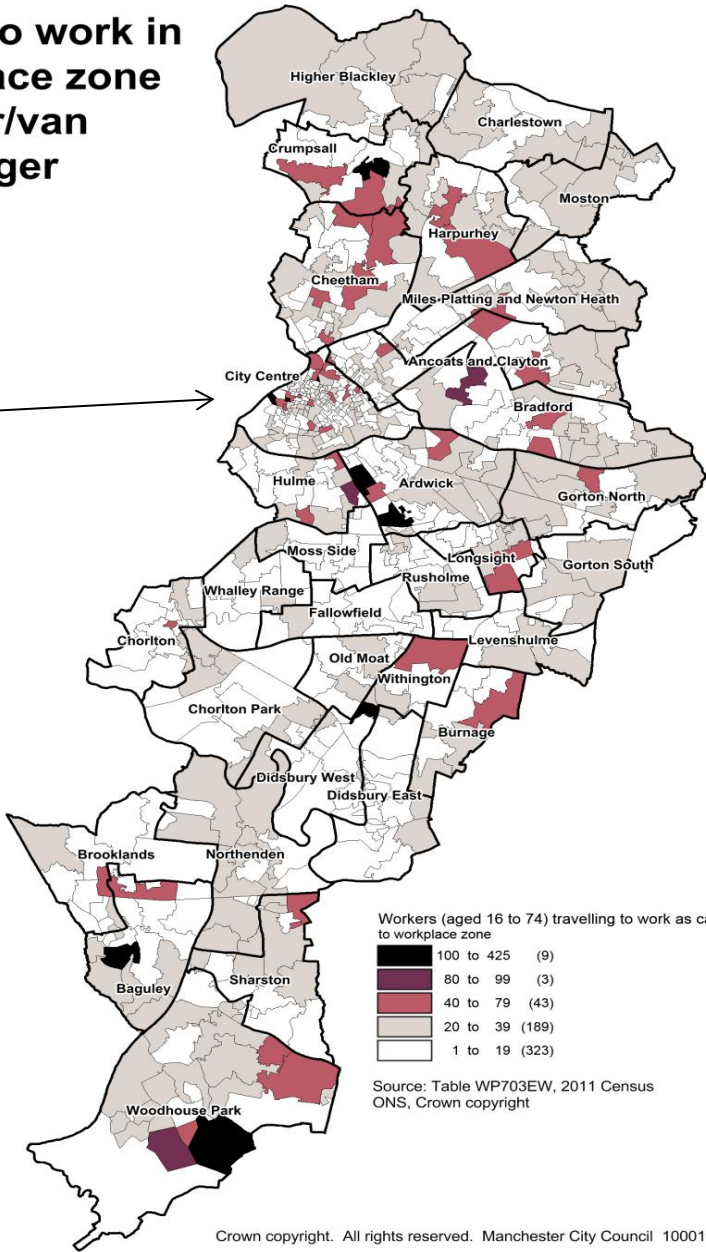 o work in
ace zone
r/van
ger
Higher Blackley
Charlestown
Crumpsall
Moston
Harpurhey
Cheetham
Miles Platting and Newton Heath
City Centre
Ancoats and Clayton
Bradford
Hulme
Ardwick
Gorton North
Moss Side
Longsight
Gorton South
Rusholme
Whalley Range
Fallowfield
Chorlton
Levenshulme
Old Moat
Withington
Chorlton Park
Burnage
Didsbury West
Didsbury East
Brooklands
Northenden
Baguley
Sharston
Woodhouse Park
Workers (aged 16 to 74) travelling to work as ca
to workplace zone
100 to 425 (9)
80 to 99 (3)
40 to 79 (43)
20 to 39 (189)
1 to 19 (323)
Source: Table WP703EW, 2011 Census
ONS, Crown copyright
Crown copyright. All rights reserved. Manchester City Council 10001